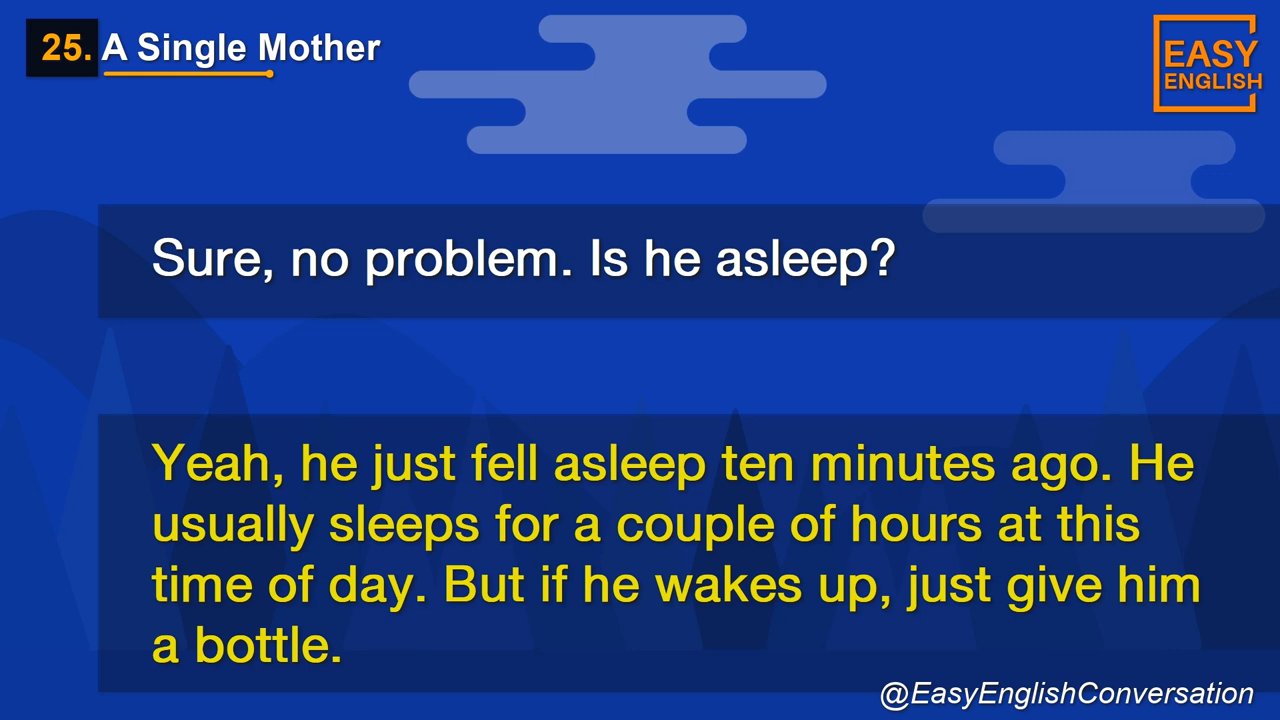 25. A Single Mother
EASY
ENGLISH
Sure, no problem. Is he asleep?
Yeah, he just fell asleep ten minutes ago. He
usually sleeps for a couple of hours at this
time of day. But if he wakes up, just give him
a bottle.
@EasyEnglishConversation